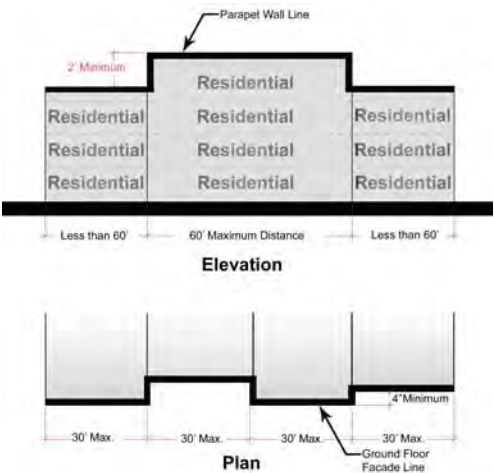 Parapet Wall Line
2' Minimum
Residential
Residential Residential Residential
Residential Residential Residential
Residential Residential Residential
Less than 60' 60' Maximum Distance Less than 60'
Elevation
4"Minimum
30' Max. 30' Max. 30' Max. 30' Max.
Ground Floor
Facade Line
Plan